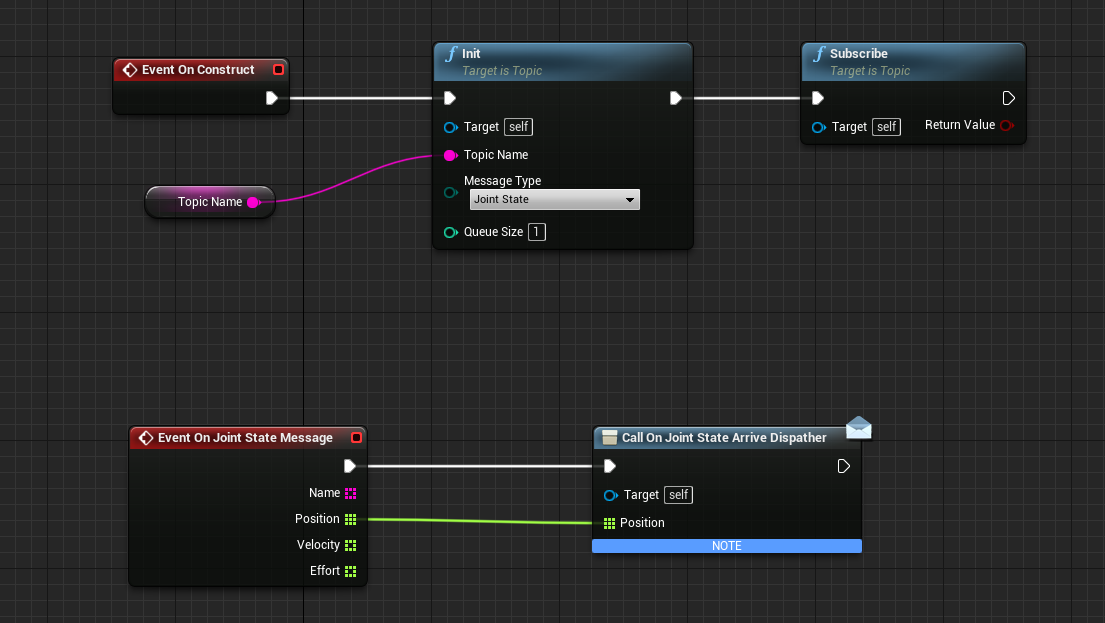 Event On Construct
Init
Target is Topic
Target self
Topic Name
Message Type
Joint State
Queue Size 1
Subscribe
Target is Topic
Target self
Return Value
Topic Name
Event On Joint State Message
Name
Position
Velocity
Effort
Call On Joint State Arrive Dispather
Target self
Position
NOTE